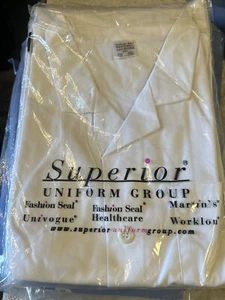 Superior®
UNIFORM GROUP
Fashion Seal® Fashion Seal® Martin's®
Univogue® Healthcare Worklon®
www.superioruniformgroup.com